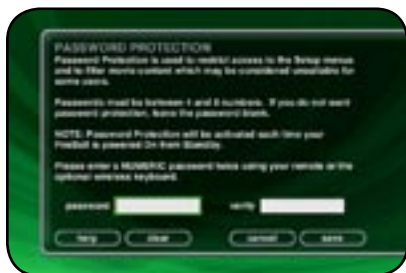 PASSWORD PROTECTION
Password Protection is used to restrict access to the Setup menus
and to filter movie content which may be considered unsuitable for
some users.
Passwords must be between 4 and 8 numbers. If you do not want
password protection, leave the password blank.
NOTE: Password Protection will be activated each time your
FireBall is powered On from Standby.
Please enter a NUMERIC password twice using your remote or the
optional wireless keyboard.
password verify
help clear cancel save